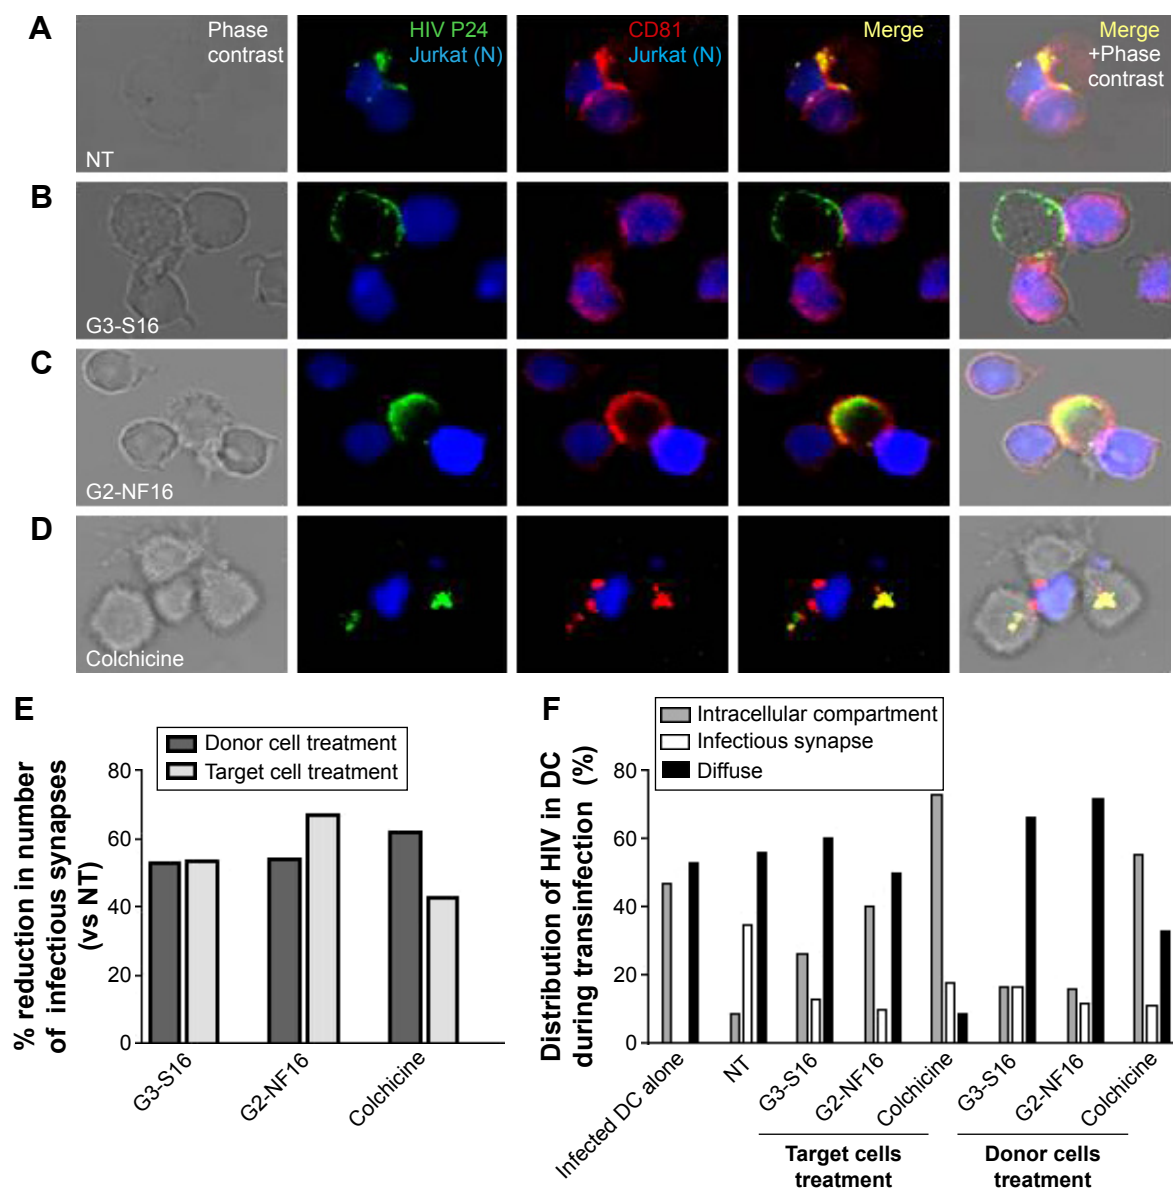 A
Phase
contrast
NT
HIV P24
Jurkat (N)
CD81
Jurkat (N)
Merge
Merge
+Phase
contrast
B
G3-S16
C
G2-NF16
D
Colchicine
E
Donor cell treatment
Target cell treatment
% reduction in number
of infectious synapses
(vs NT)
80
60
40
20
0
G3-S16
G2-NF16
Colchicine
F
Intracellular compartment
Infectious synapse
Diffuse
Distribution of HIV in DC
during transinfection (%)
80
60
40
20
0
Infected DC alone
NT
G3-S16
G2-NF16
Colchicine
G3-S16
G2-NF16
Colchicine
Target cells
treatment
Donor cells
treatment